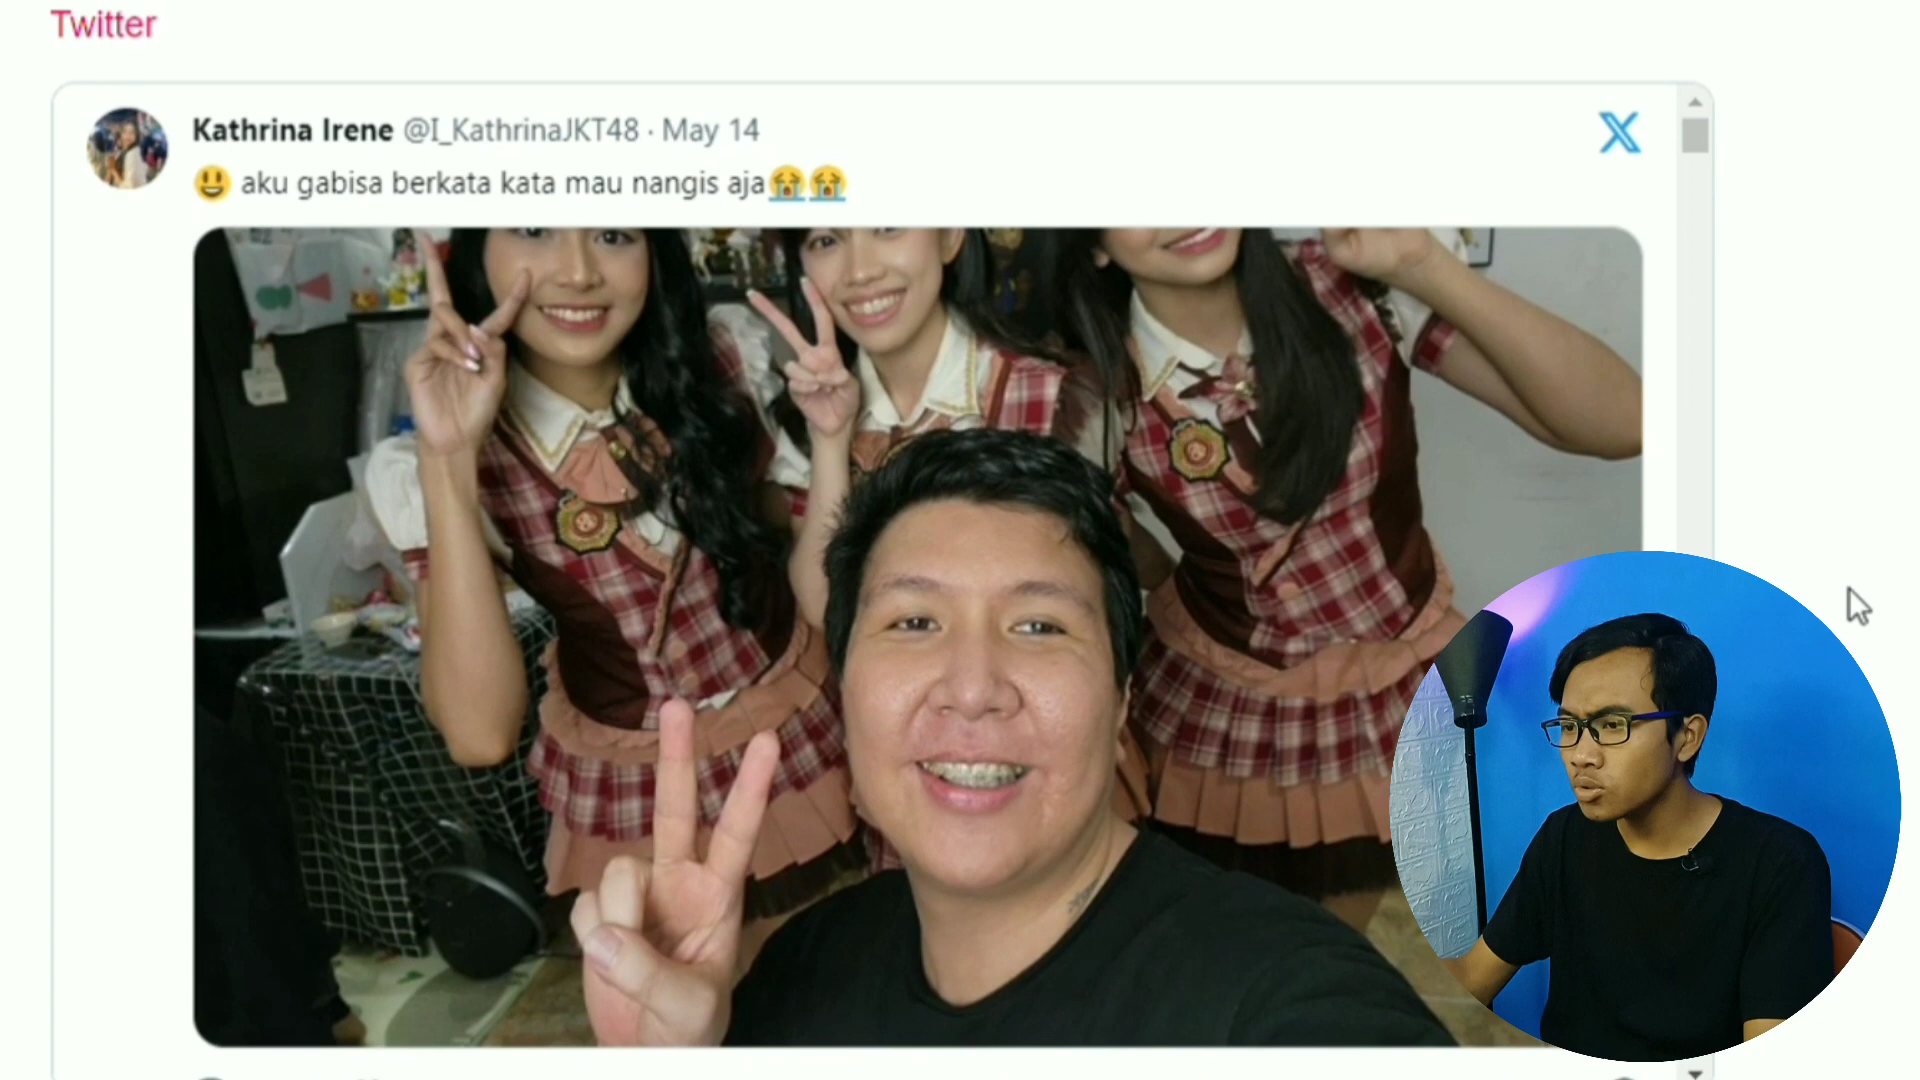 Twitter
Kathrina Irene @I_KathrinaJKT48 · May 14
😃 aku gabisa berkata kata mau nangis aja😭😭